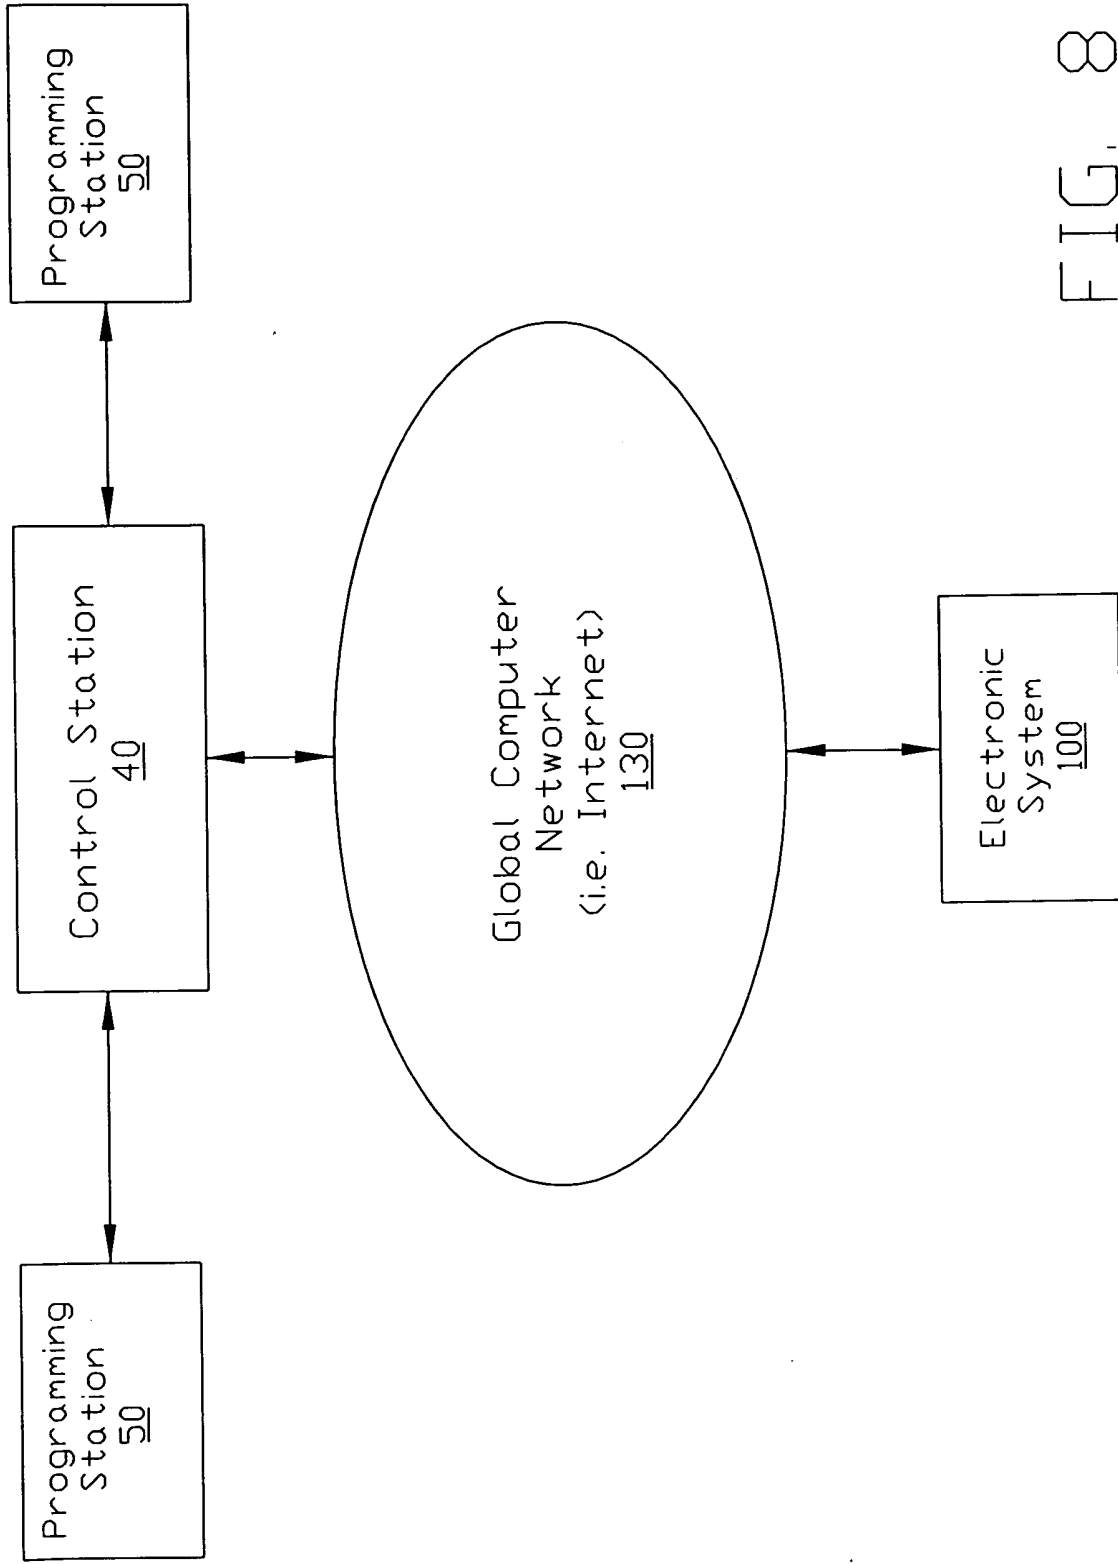 Programming
Station
50
Control Station
40
Programming
Station
50
Global Computer
Network
(i.e. Internet)
130
Electronic
System
100
FIG. 8